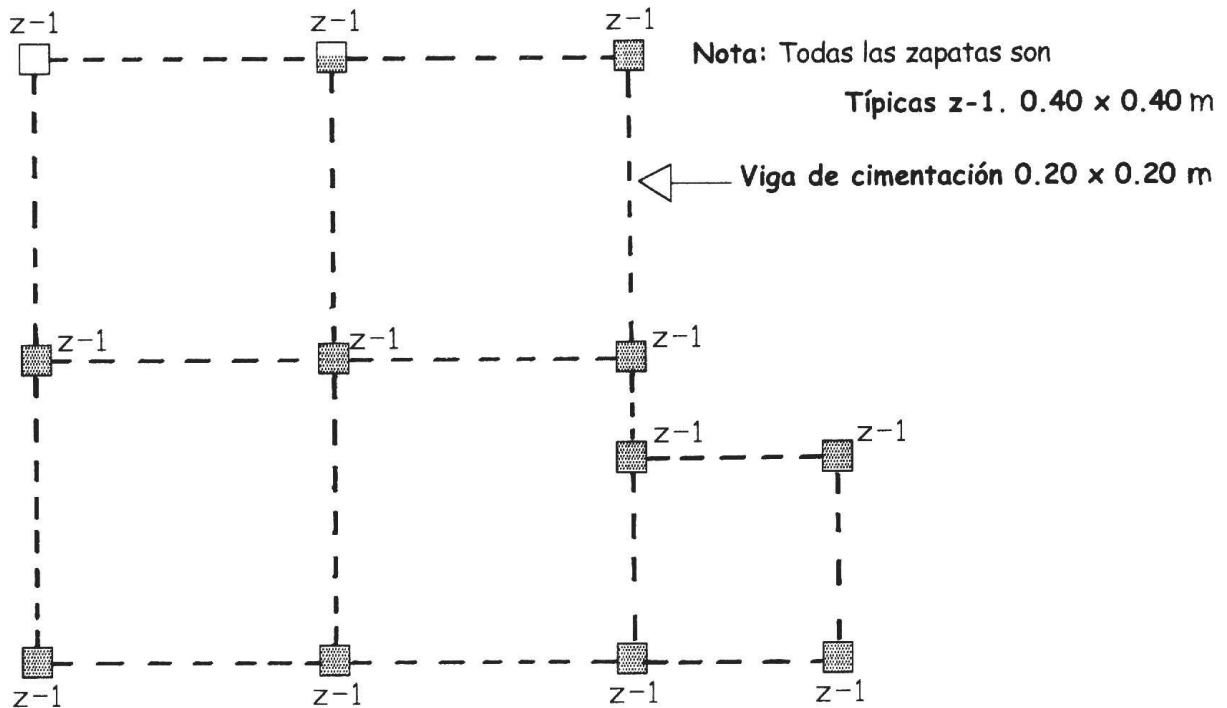 z-1
z-1
z-1
Nota: Todas las zapatas son
Típicas z-1. 0.40 x 0.40 m
Viga de cimentación 0.20 x 0.20 m
z-1
z-1
z-1
z-1
z-1
z-1
z-1
z-1
z-1